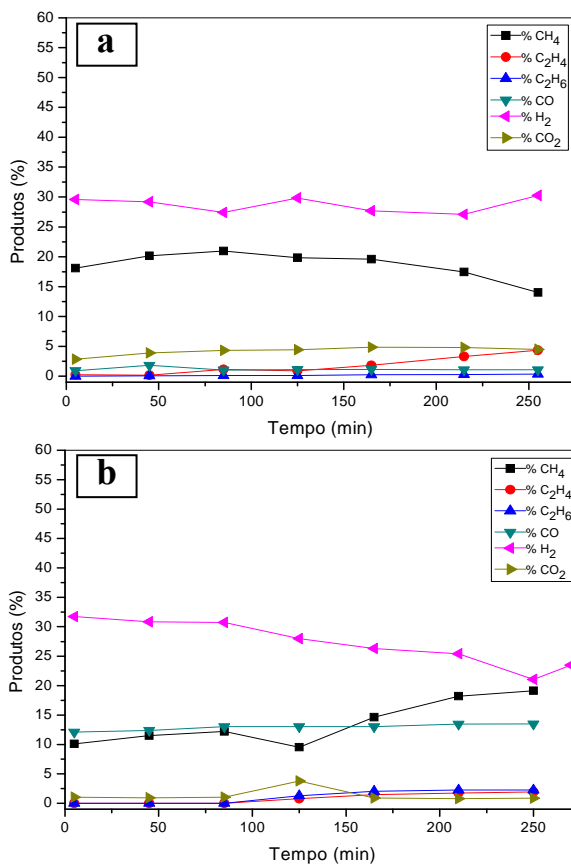 a
60
55
50
45
40
35
30
25
20
15
10
5
0
Produtos (%)
% CH4
% C2H4
% C2H6
% CO
% H2
% CO2
0 50 100 150 200 250
Tempo (min)
b
60
55
50
45
40
35
30
25
20
15
10
5
0
Produtos (%)
% CH4
% C2H4
% C2H6
% CO
% H2
% CO2
0 50 100 150 200 250
Tempo (min)